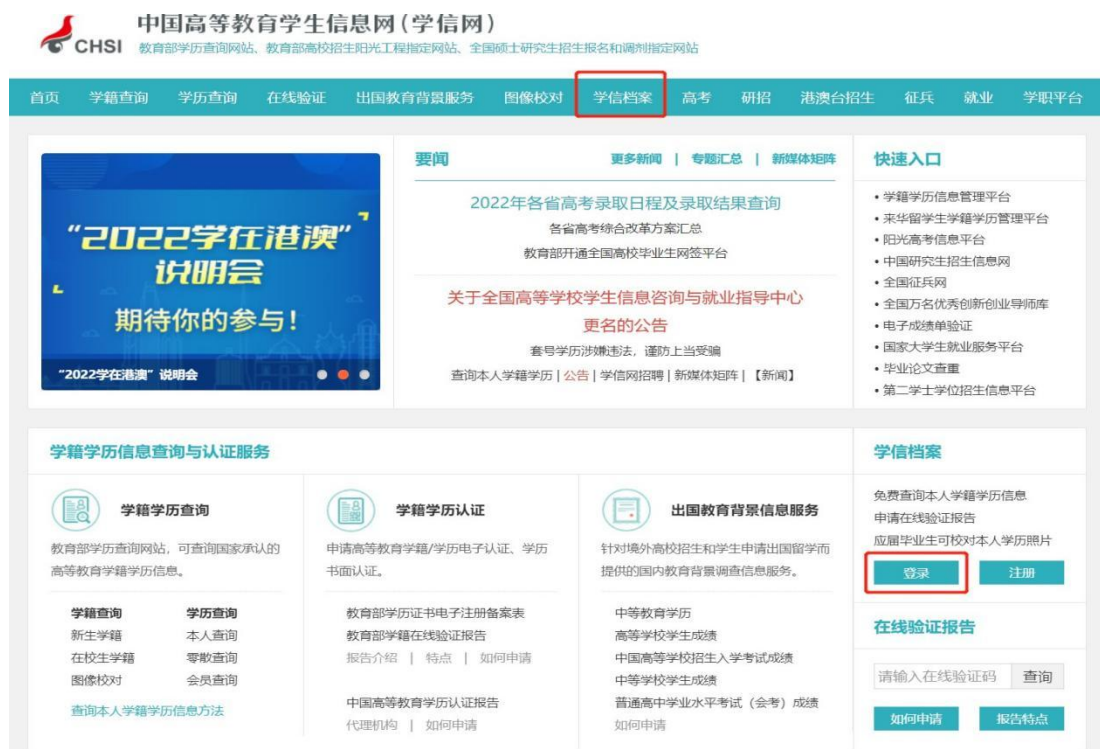 中国高等教育学生信息网(学信网)
CHSI 教育部学历查询网站、教育部高校招生阳光工程指定网站、全国硕士研究生招生报名和调剂指定网站
首页 学籍查询 学历查询 在线验证 出国教育背景服务 图像校对 学信档案 高考 研招 港澳台招生 征兵 就业 学职平台
“2022学在港澳”
说明会
期待你的参与!
“2022学在港澳” 说明会
要闻 更多新闻 | 专题汇总 | 新媒体矩阵
2022年各省高考录取日程及录取结果查询
各省高考综合改革方案汇总
教育部开通全国高校毕业生网签平台
关于全国高等学校学生信息咨询与就业指导中心
更名的公告
套号学历涉嫌违法，谨防上当受骗
查询本人学籍学历 | 公告 | 学信网招聘 | 新媒体矩阵 | 【新闻】
快速入口
• 学籍学历信息管理平台
• 来华留学生学籍学历管理平台
• 阳光高考信息平台
• 中国研究生招生信息网
• 全国征兵网
• 全国万名优秀创新创业导师库
• 电子成绩单验证
• 国家大学生就业服务平台
• 毕业论文查重
• 第二学士学位招生信息平台
学籍学历信息查询与认证服务
学籍学历查询
教育部学历查询网站，可查询国家承认的
高等教育学籍学历信息。
学籍查询 学历查询
新生学籍 本人查询
在校生学籍 零散查询
图像校对 会员查询
查询本人学籍学历信息方法
学籍学历认证
申请高等教育学籍/学历电子认证、学历
书面认证。
教育部学历证书电子注册备案表
教育部学籍在线验证报告
报告介绍 | 特点 | 如何申请
中国高等教育学历认证报告
代理机构 | 如何申请
出国教育背景信息服务
针对境外高校招生和学生申请出国留学而
提供的国内教育背景调查信息服务。
中等教育学历
高等学校学生成绩
中国高等学校招生入学考试成绩
中等学校学生成绩
普通高中学业水平考试（会考）成绩
如何申请
学信档案
免费查询本人学籍学历信息
申请在线验证报告
应届毕业生可校对本人学历照片
登录 注册
在线验证报告
请输入在线验证码 查询
如何申请 报告特点